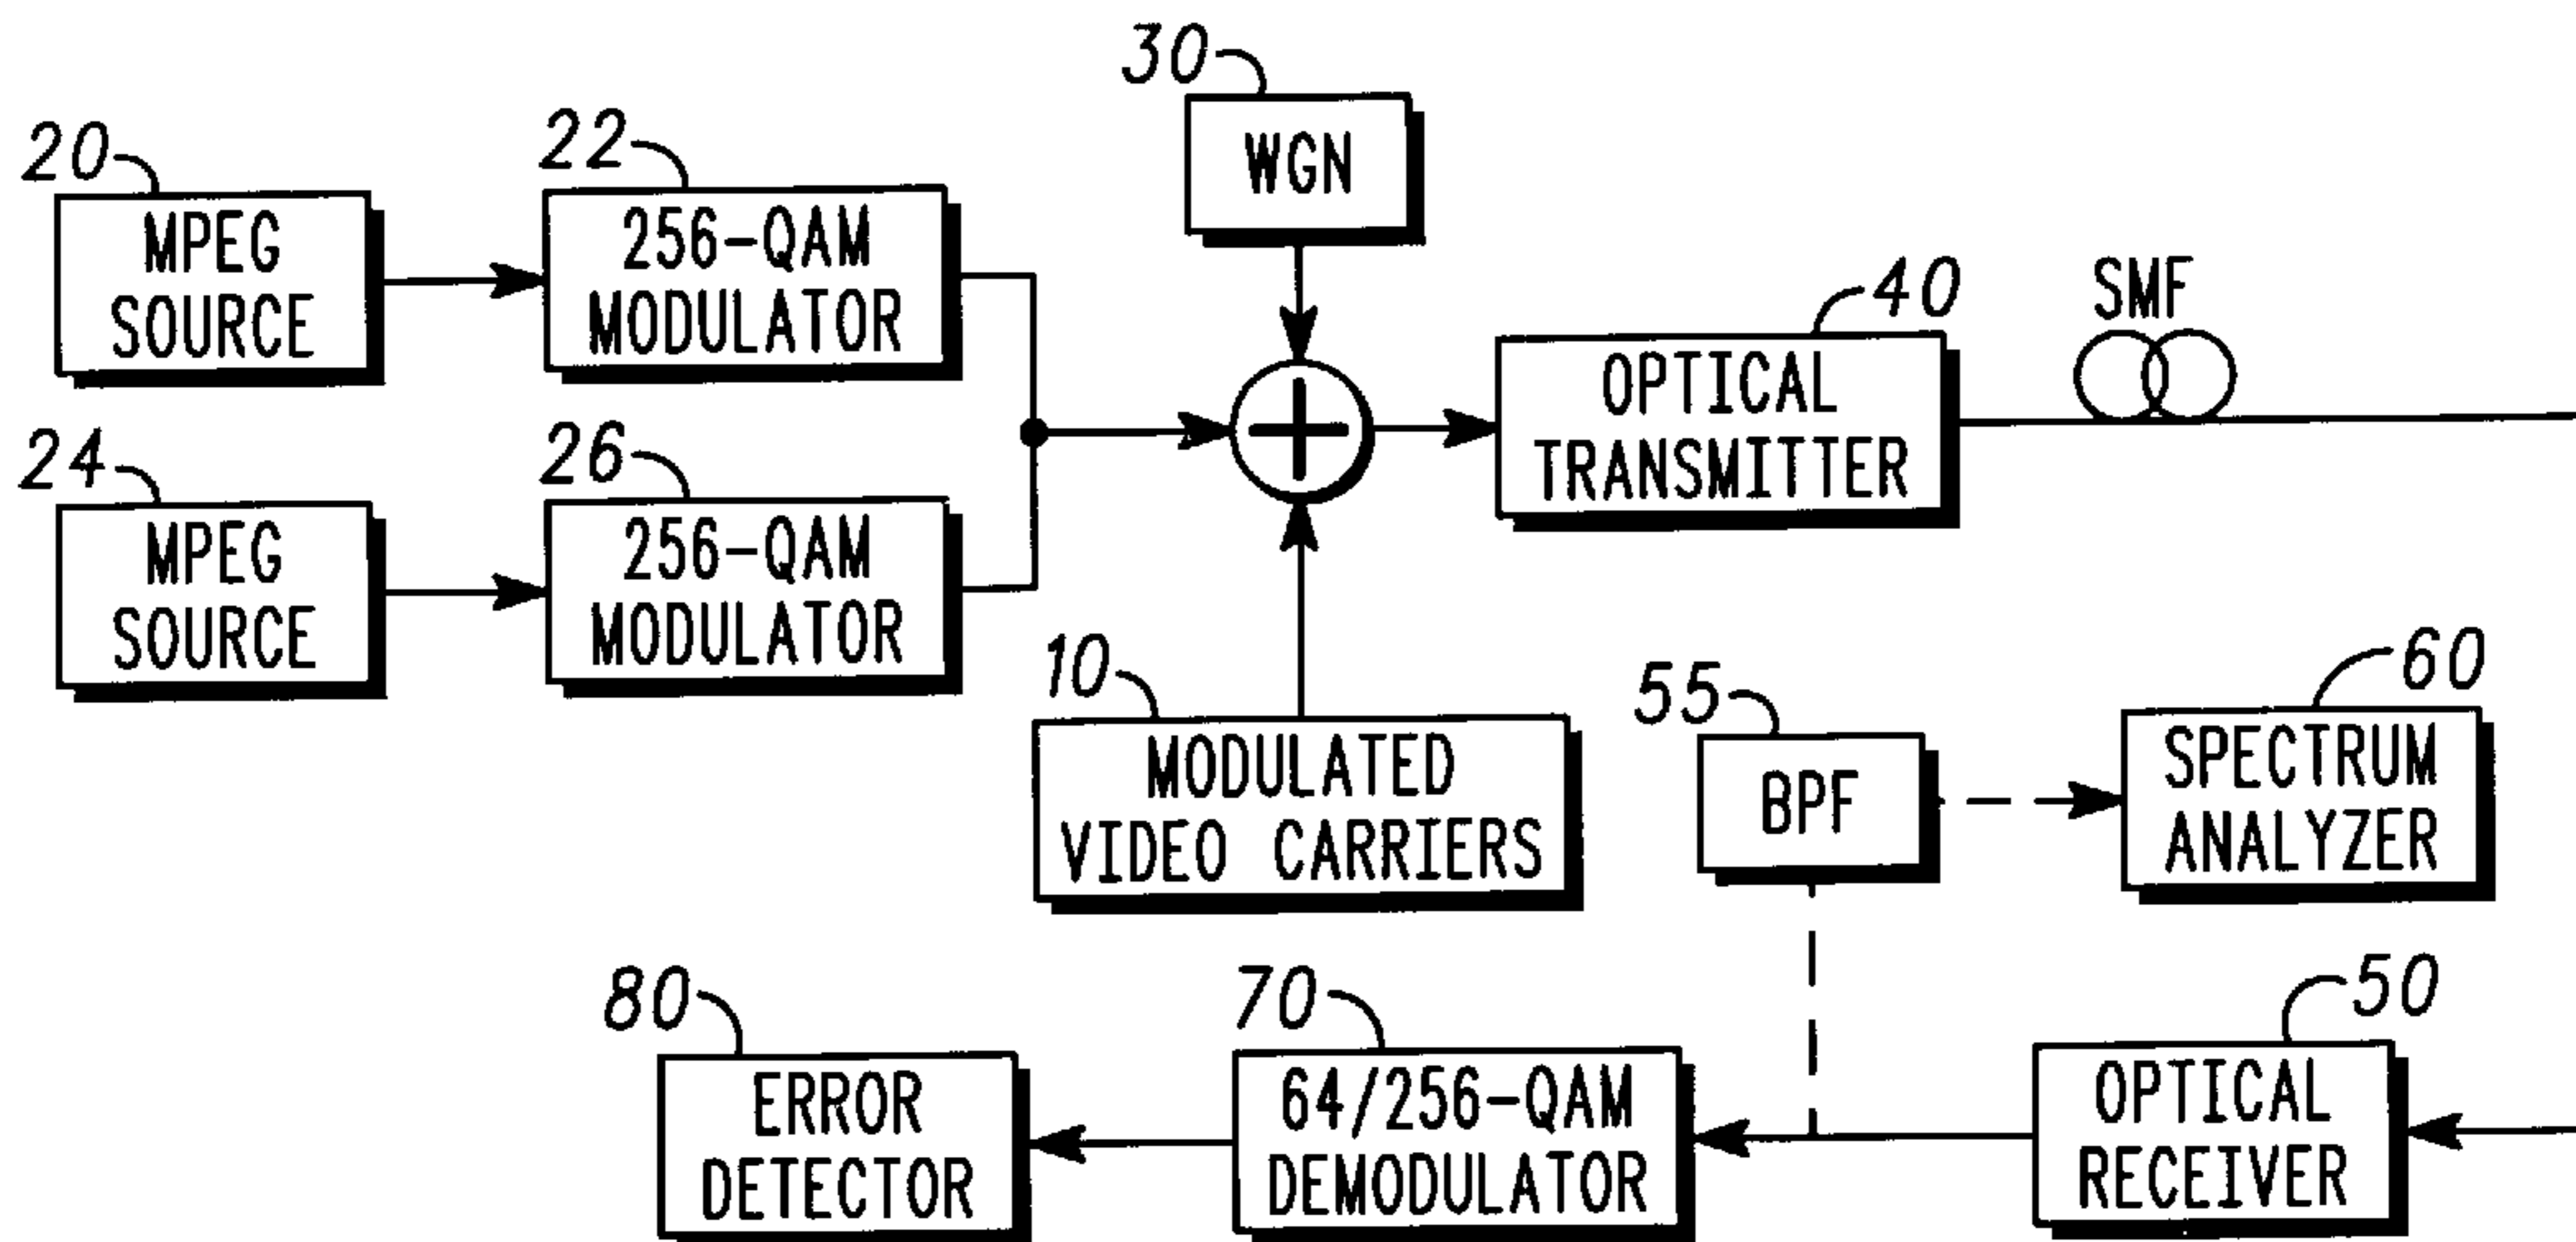 30
WGN
20
MPEG
SOURCE
22
256-QAM
MODULATOR
40
OPTICAL
TRANSMITTER
SMF
24
MPEG
SOURCE
26
256-QAM
MODULATOR
10
MODULATED
VIDEO CARRIERS
55
BPF
60
SPECTRUM
ANALYZER
80
ERROR
DETECTOR
70
64/256-QAM
DEMODULATOR
50
OPTICAL
RECEIVER